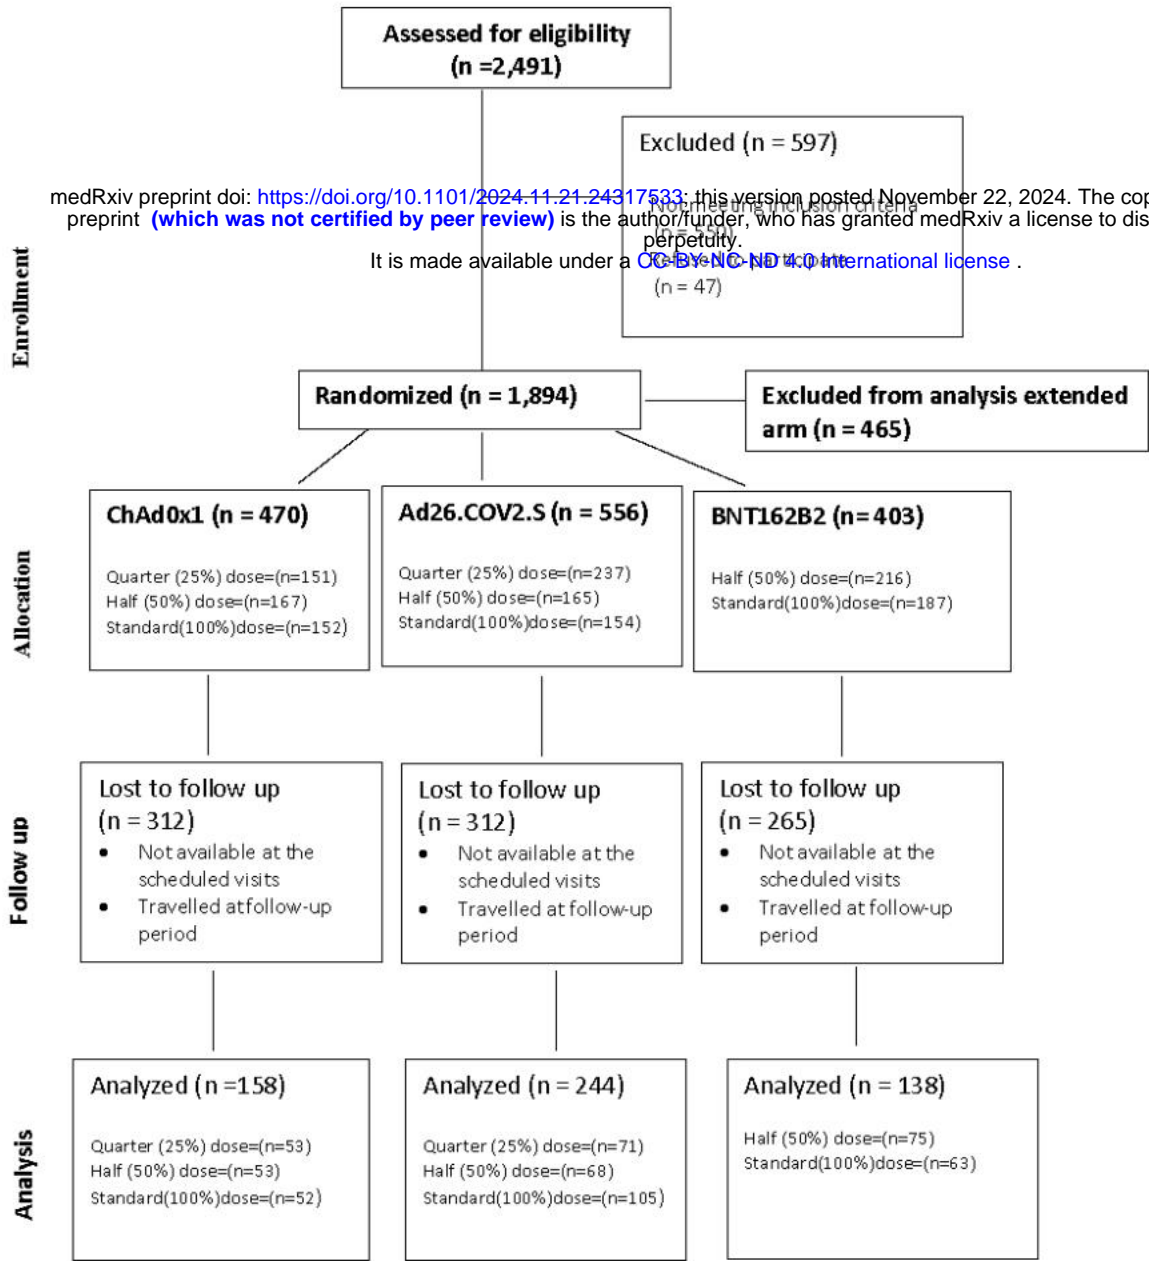 Assessed for eligibility
(n =2,491)
Excluded (n = 597)
medRxiv preprint doi: https://doi.org/10.1101/2024.11.21.24317533; this version posted November 22, 2024. The cop
Not meeting inclusion criteria
preprint (which was not certified by peer review) is the author/funder, who has granted medRxiv a license to dis
perpetuity.
It is made available under a CC-BY-NC-ND 4.0 International license .
Refused to participate
(n = 47)
Enrollment
Randomized (n = 1,894)
Excluded from analysis extended
arm (n = 465)
Allocation
ChAd0x1 (n = 470)
Quarter (25%) dose=(n=151)
Half (50%) dose=(n=167)
Standard(100%)dose=(n=152)
Ad26.COV2.S (n = 556)
Quarter (25%) dose=(n=237)
Half (50%) dose=(n=165)
Standard(100%)dose=(n=154)
BNT162B2 (n=403)
Half (50%) dose=(n=216)
Standard(100%)dose=(n=187)
Follow up
Lost to follow up
(n = 312)
• Not available at the
scheduled visits
• Travelled at follow-up
period
Lost to follow up
(n = 312)
• Not available at the
scheduled visits
• Travelled at follow-up
period
Lost to follow up
(n = 265)
• Not available at the
scheduled visits
• Travelled at follow-up
period
Analysis
Analyzed (n =158)
Quarter (25%) dose=(n=53)
Half (50%) dose=(n=53)
Standard(100%)dose=(n=52)
Analyzed (n = 244)
Quarter (25%) dose=(n=71)
Half (50%) dose=(n=68)
Standard(100%)dose=(n=105)
Analyzed (n = 138)
Half (50%) dose=(n=75)
Standard(100%)dose=(n=63)